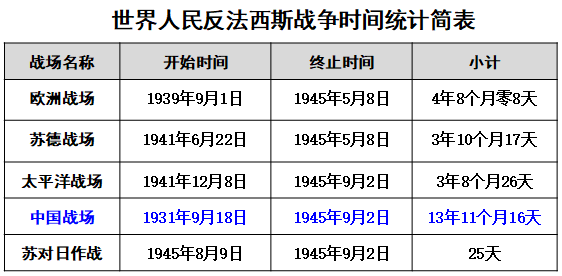 世界人民反法西斯战争时间统计简表
战场名称 开始时间 终止时间 小计
欧洲战场 1939年9月1日 1945年5月8日 4年8个月零8天
苏德战场 1941年6月22日 1945年5月8日 3年10个月17天
太平洋战场 1941年12月8日 1945年9月2日 3年8个月26天
中国战场 1931年9月18日 1945年9月2日 13年11个月16天
苏对日作战 1945年8月9日 1945年9月2日 25天